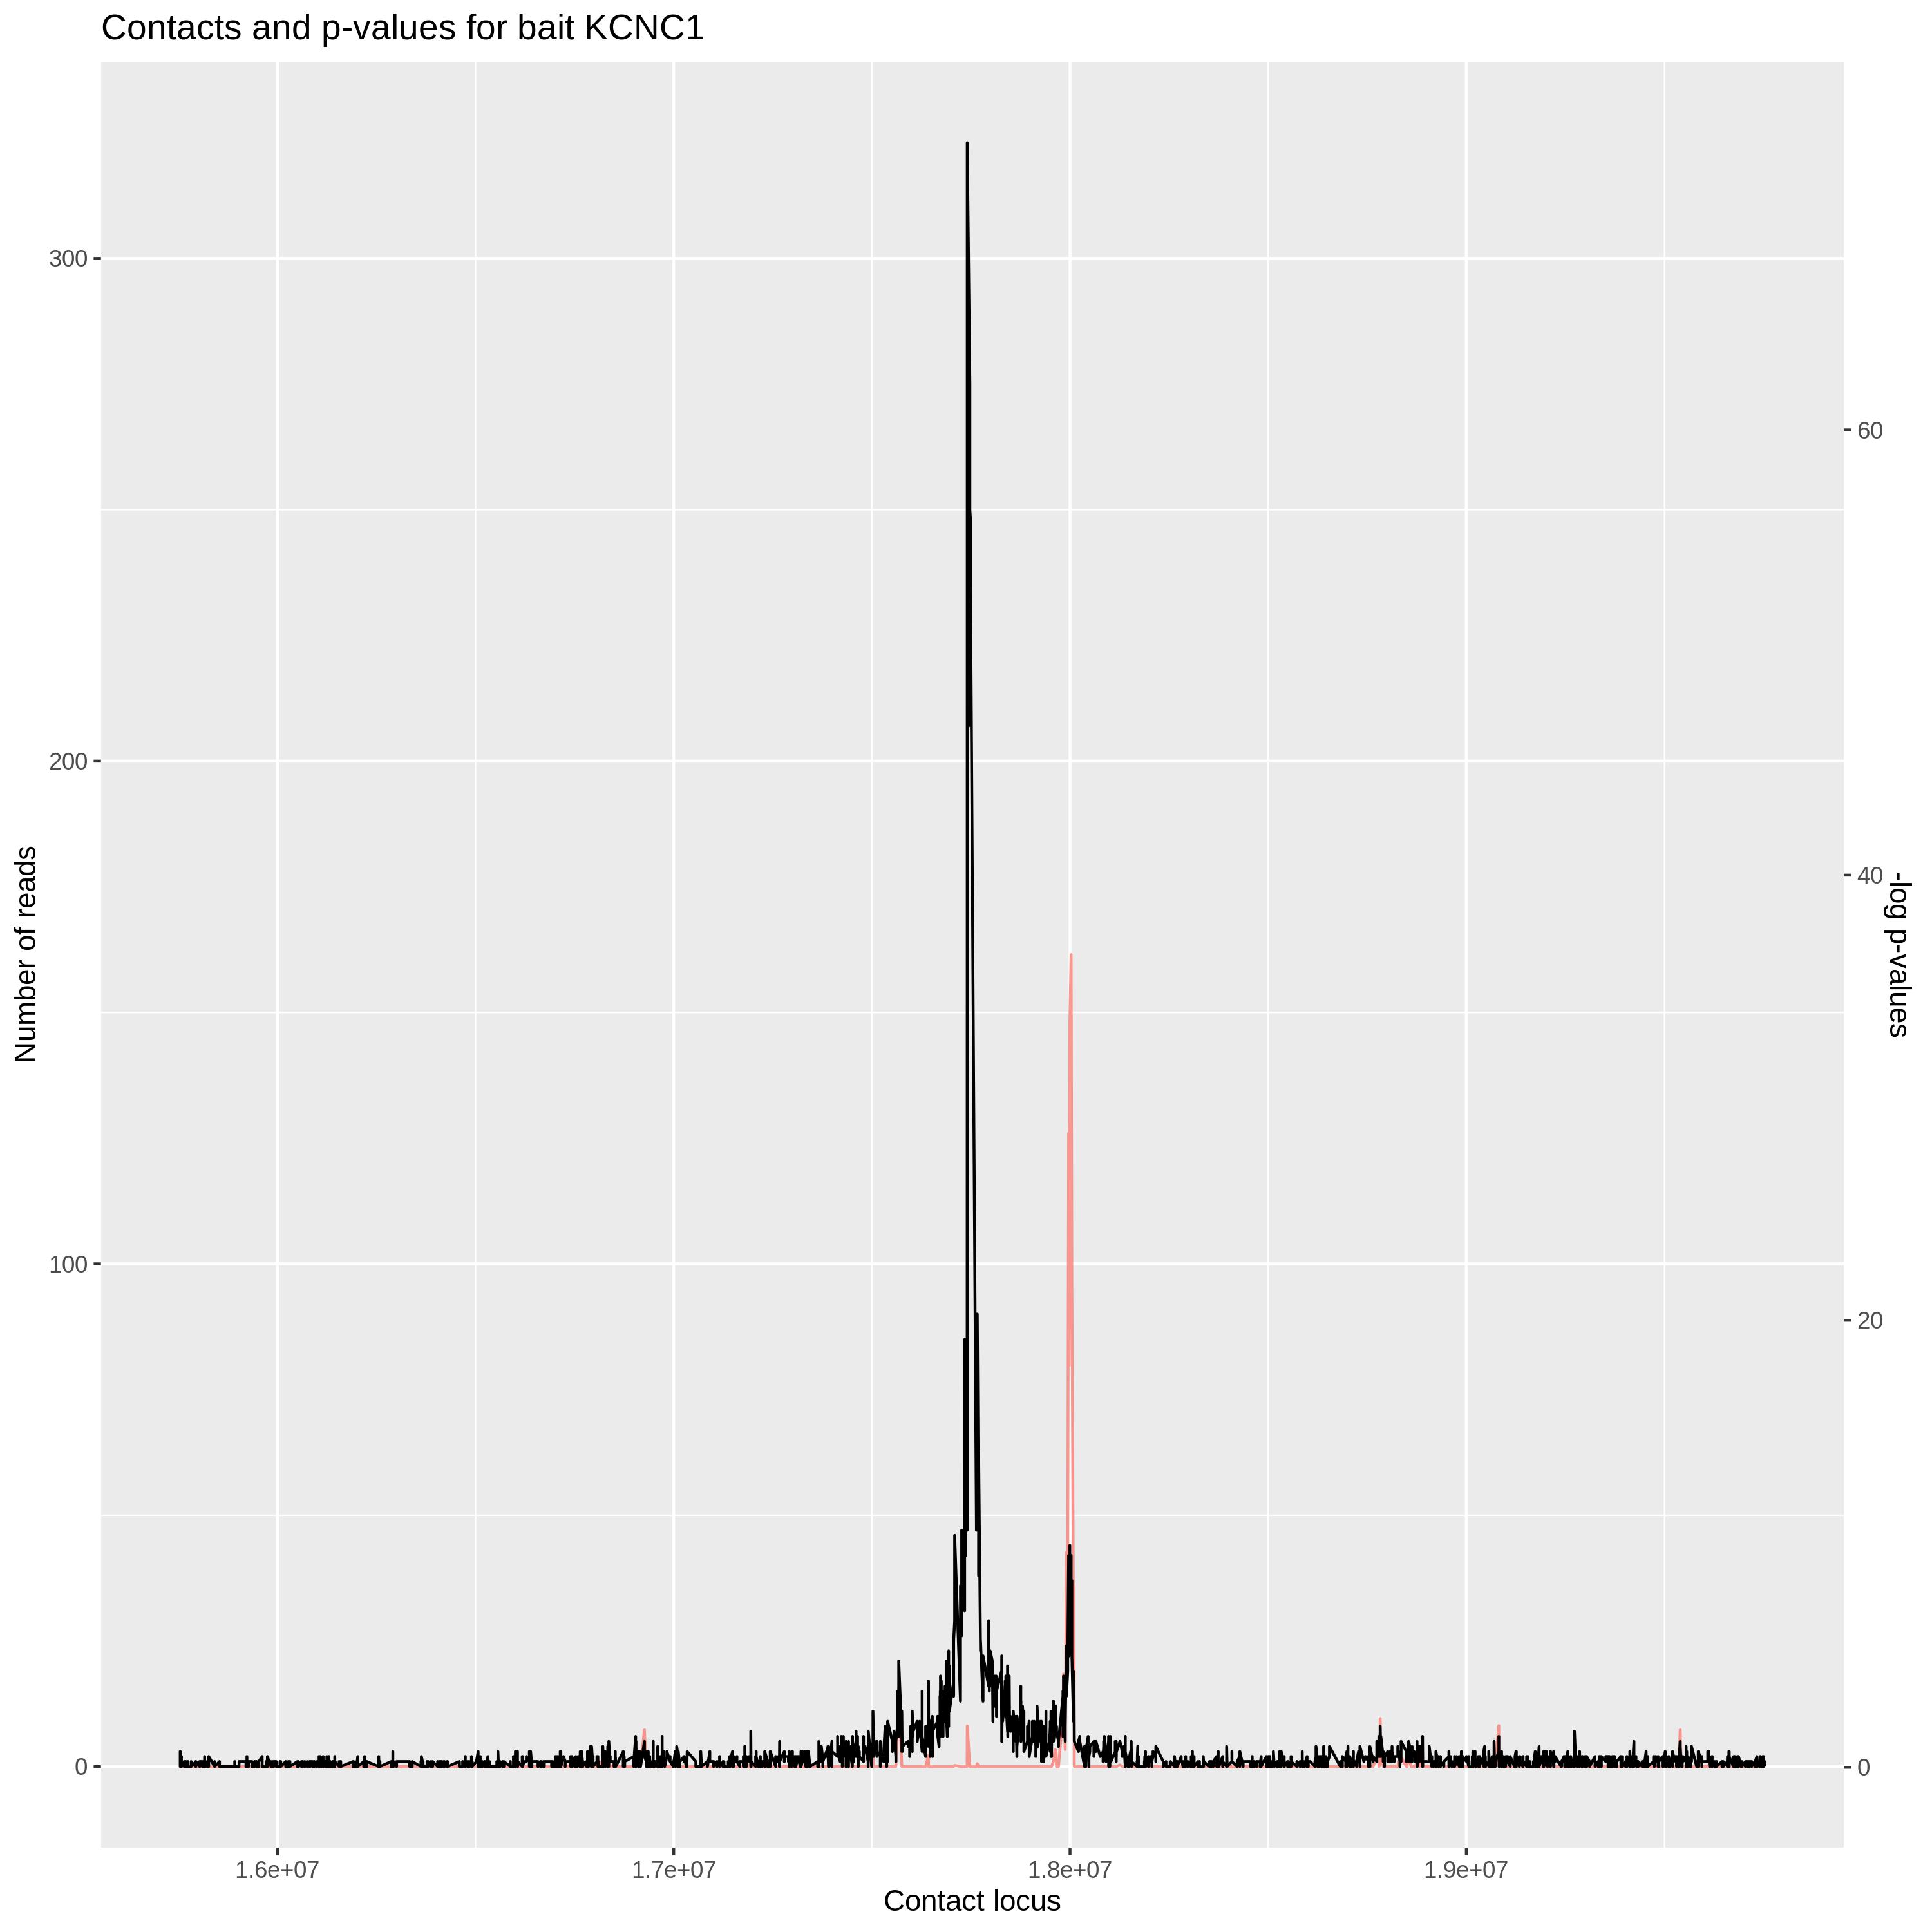 Contacts and p-values for bait KCNC1
Number of reads
300
200
100
0
60
40
20
0
-log p-values
1.6e+07
1.7e+07
1.8e+07
1.9e+07
Contact locus